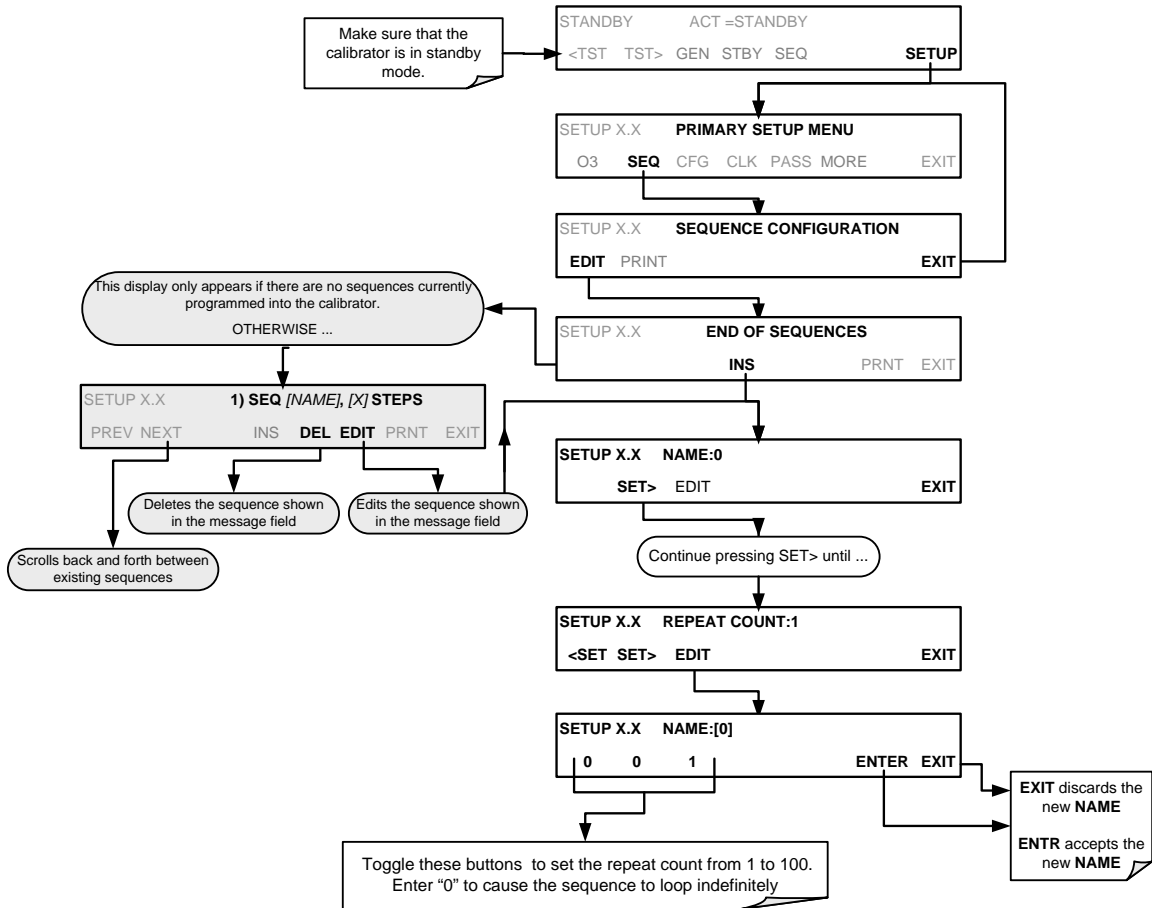 Make sure that the
calibrator is in standby
mode.
STANDBY ACT =STANDBY
<TST TST> GEN STBY SEQ SETUP
SETUP X.X PRIMARY SETUP MENU
O3 SEQ CFG CLK PASS MORE EXIT
SETUP X.X SEQUENCE CONFIGURATION
EDIT PRINT EXIT
This display only appears if there are no sequences currently
programmed into the calibrator.
OTHERWISE ...
SETUP X.X END OF SEQUENCES
INS PRNT EXIT
SETUP X.X 1) SEQ [NAME], [X] STEPS
PREV NEXT INS DEL EDIT PRNT EXIT
Deletes the sequence shown
in the message field
Edits the sequence shown
in the message field
Scrolls back and forth between
existing sequences
SETUP X.X NAME:0
SET> EDIT EXIT
Continue pressing SET> until ...
SETUP X.X REPEAT COUNT:1
<SET SET> EDIT EXIT
SETUP X.X NAME:[0]
0 0 1 ENTER EXIT
EXIT discards the
new NAME
ENTR accepts the
new NAME
Toggle these buttons to set the repeat count from 1 to 100.
Enter “0” to cause the sequence to loop indefinitely